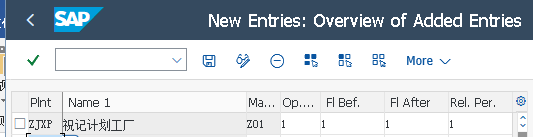 SAP New Entries: Overview of Added Entries
More
Plnt Name 1 Ma... Op.... Fl Bef. Fl After Rel. Per.
ZJXP 祝记计划工厂 Z01 1 1 1 1